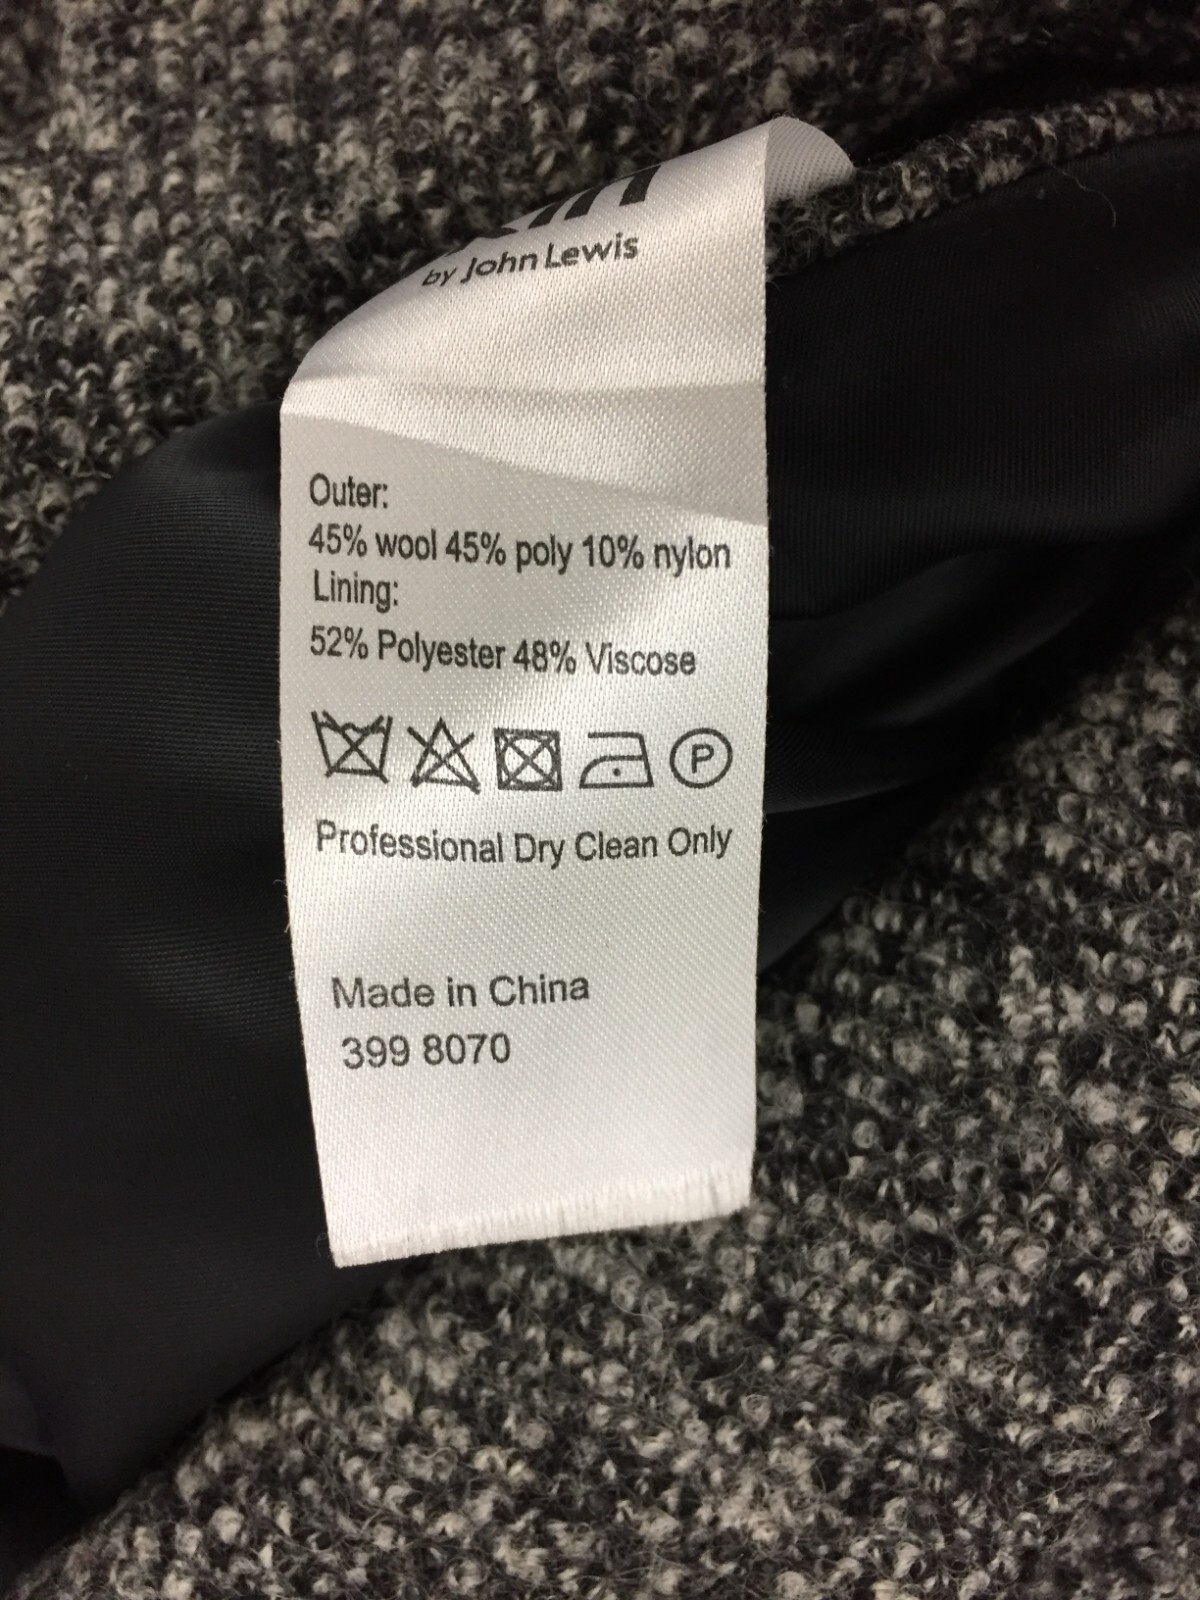 by John Lewis
Outer:
45% wool 45% poly 10% nylon
Lining:
52% Polyester 48% Viscose
P
Professional Dry Clean Only
Made in China
399 8070